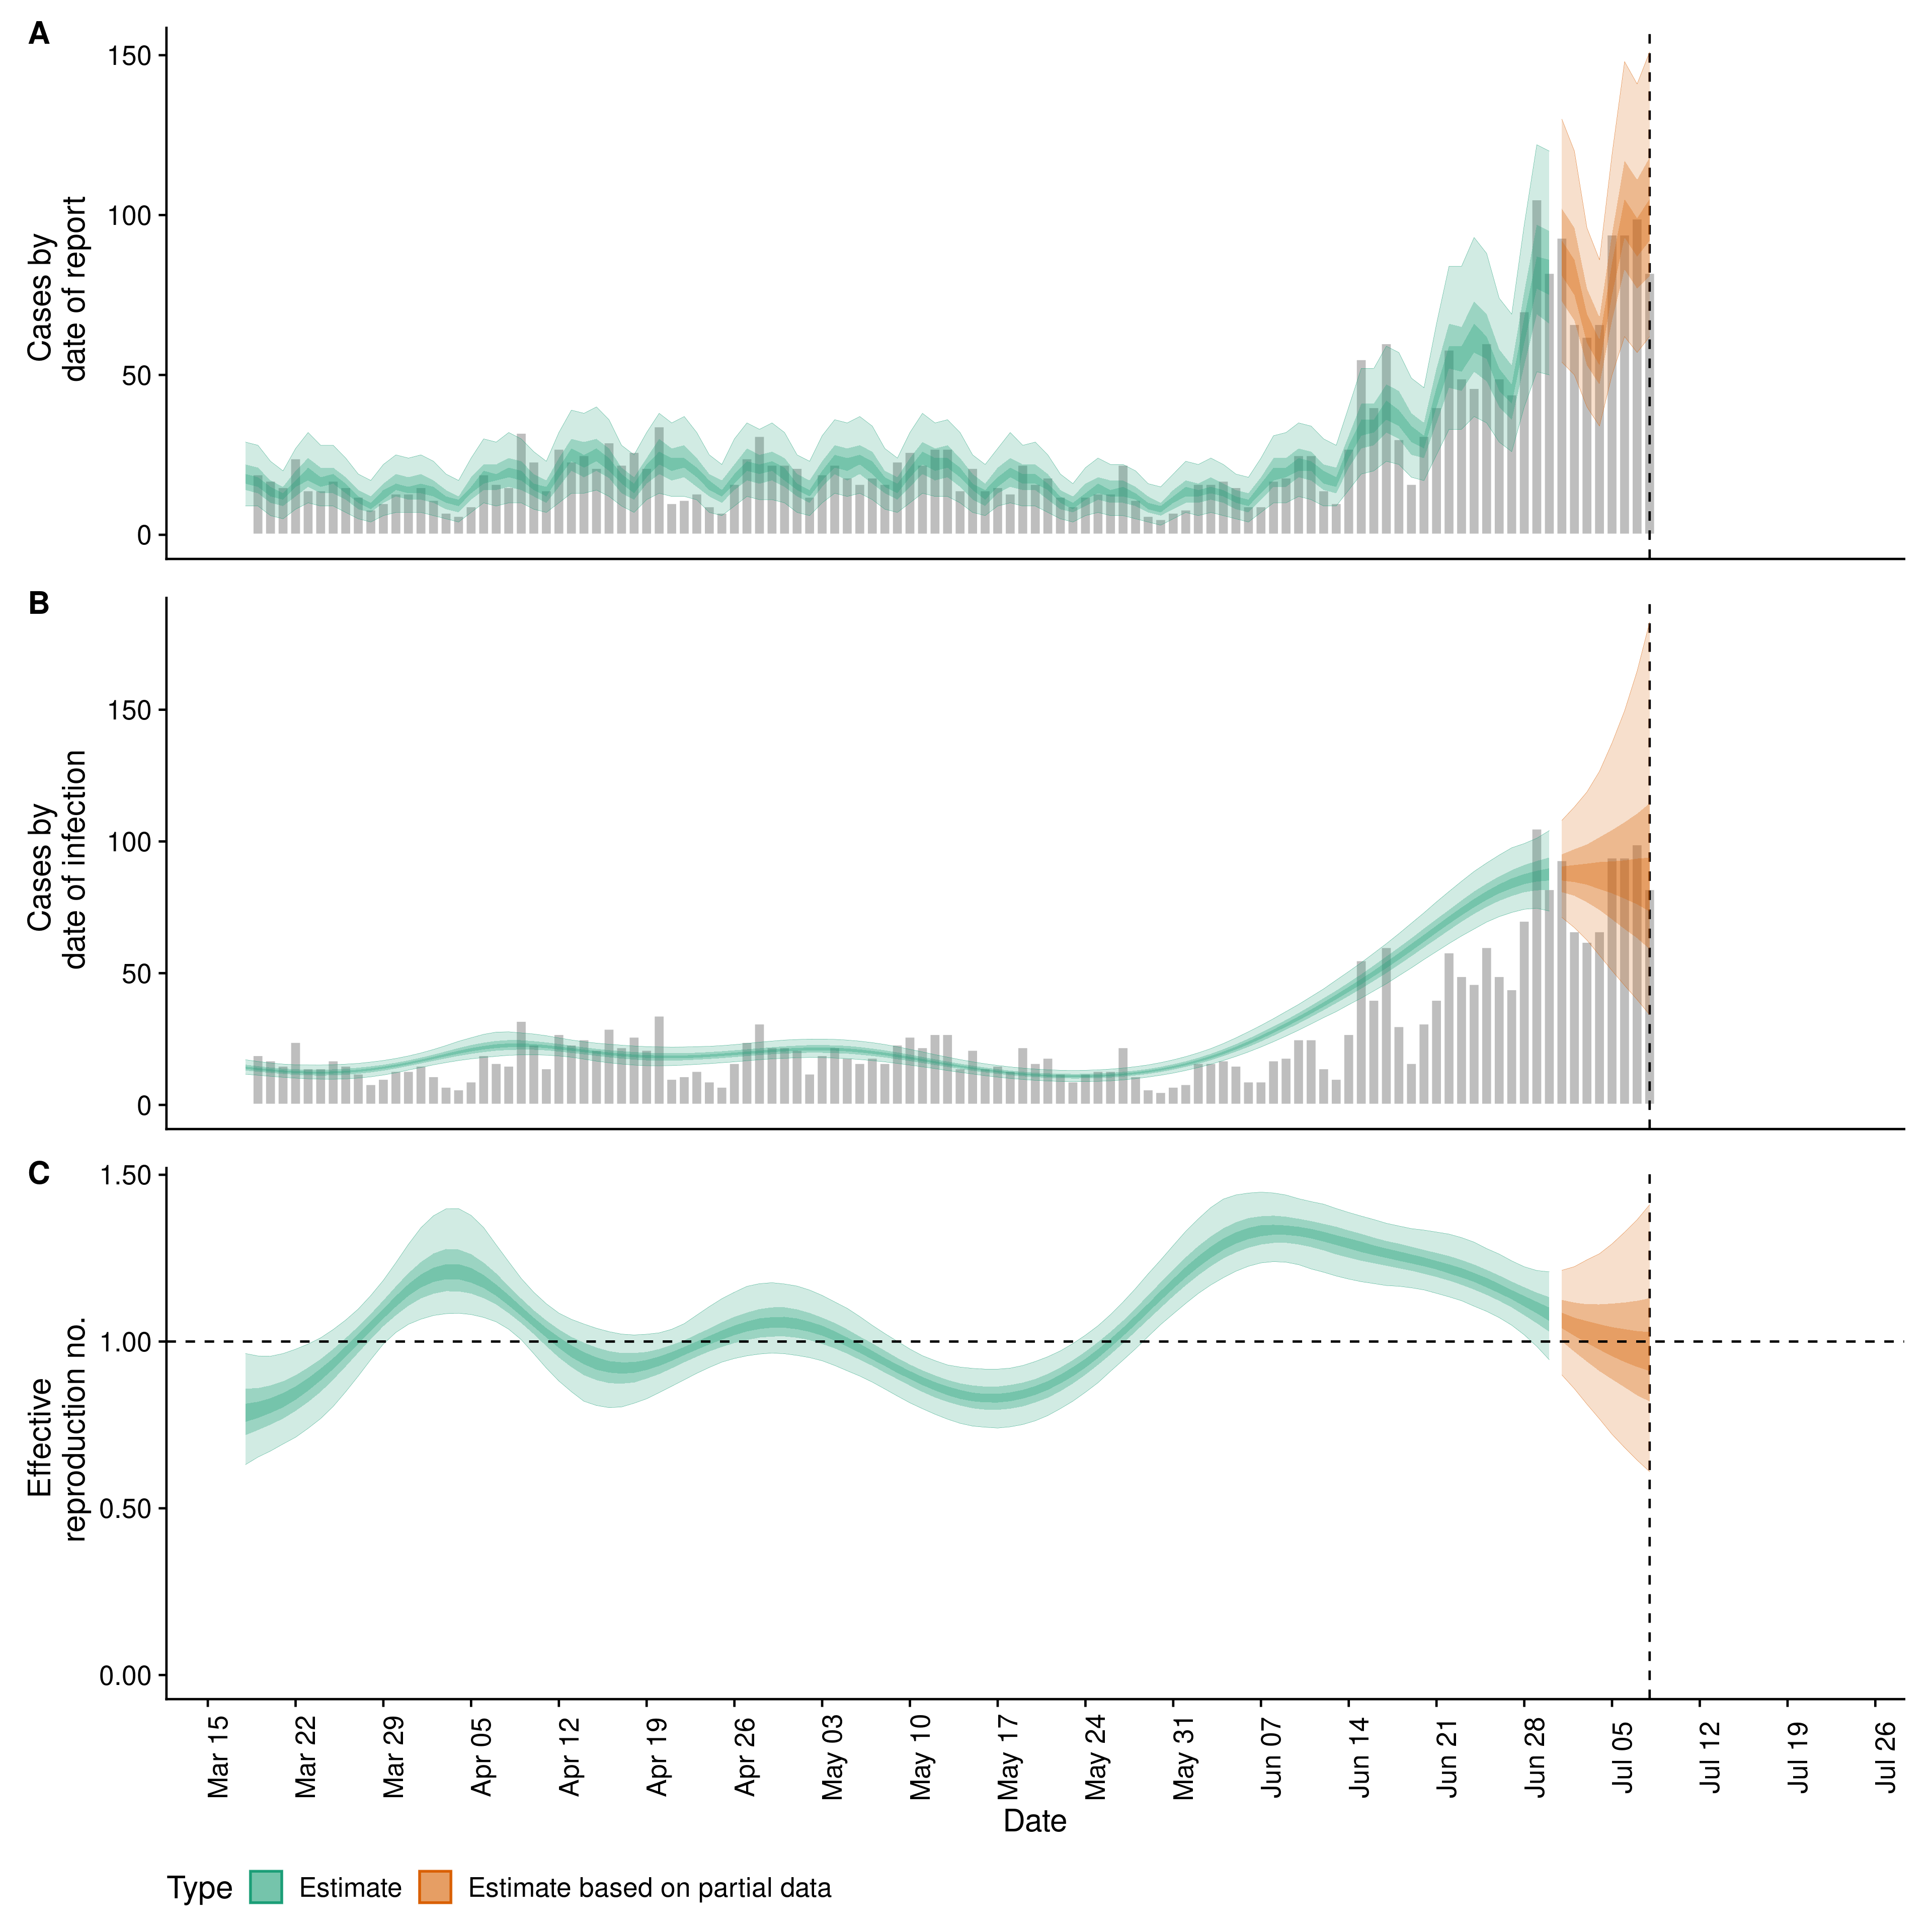 A
150
100
50
0
Cases by
date of report
B
150
100
50
0
Cases by
date of infection
C
1.50
1.00
0.50
0.00
Effective
reproduction no.
Mar 15
Mar 22
Mar 29
Apr 05
Apr 12
Apr 19
Apr 26
May 03
May 10
May 17
May 24
May 31
Jun 07
Jun 14
Jun 21
Jun 28
Jul 05
Jul 12
Jul 19
Jul 26
Date
Type Estimate Estimate based on partial data